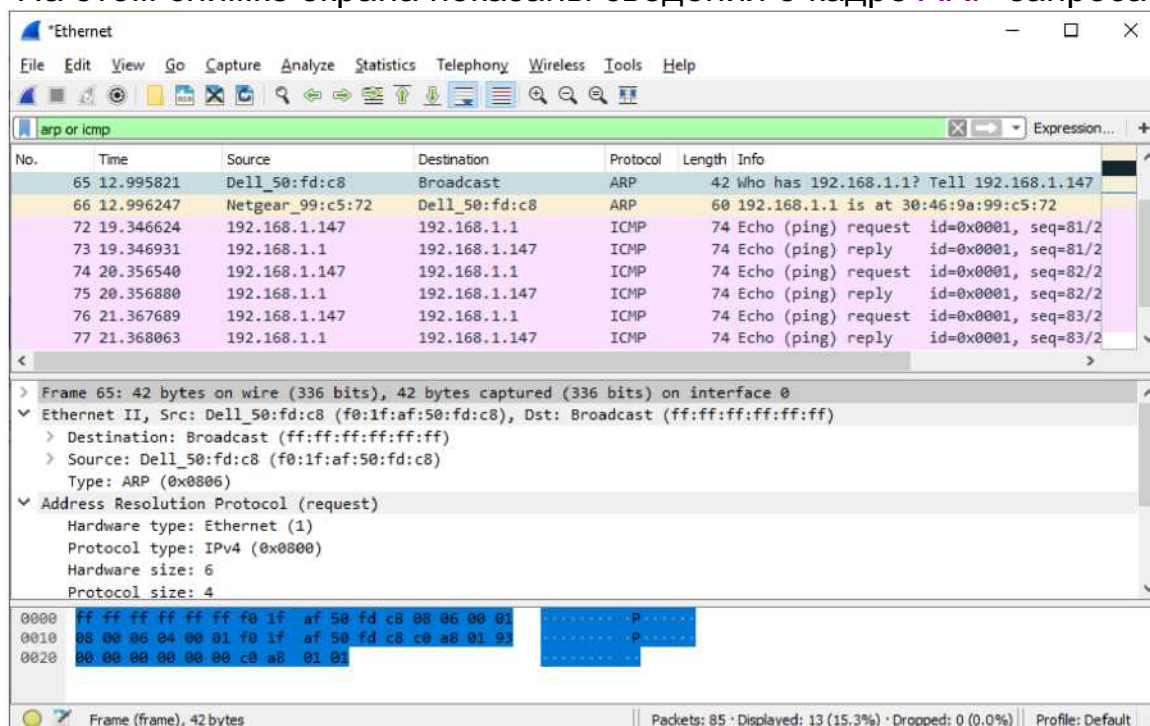 На этом снимке экрана показаны сведения о кадре ARP-запроса
*Ethernet
File Edit View Go Capture Analyze Statistics Telephony Wireless Tools Help
arp or icmp Expression... +
No. Time Source Destination Protocol Length Info
65 12.995821 Dell_50:fd:c8 Broadcast ARP 42 Who has 192.168.1.1? Tell 192.168.1.147
66 12.996247 Netgear_99:c5:72 Dell_50:fd:c8 ARP 60 192.168.1.1 is at 30:46:9a:99:c5:72
72 19.346624 192.168.1.147 192.168.1.1 ICMP 74 Echo (ping) request id=0x0001, seq=81/2
73 19.346931 192.168.1.1 192.168.1.147 ICMP 74 Echo (ping) reply id=0x0001, seq=81/2
74 20.356540 192.168.1.147 192.168.1.1 ICMP 74 Echo (ping) request id=0x0001, seq=82/2
75 20.356880 192.168.1.1 192.168.1.147 ICMP 74 Echo (ping) reply id=0x0001, seq=82/2
76 21.367689 192.168.1.147 192.168.1.1 ICMP 74 Echo (ping) request id=0x0001, seq=83/2
77 21.368063 192.168.1.1 192.168.1.147 ICMP 74 Echo (ping) reply id=0x0001, seq=83/2
Frame 65: 42 bytes on wire (336 bits), 42 bytes captured (336 bits) on interface 0
Ethernet II, Src: Dell_50:fd:c8 (f0:1f:af:50:fd:c8), Dst: Broadcast (ff:ff:ff:ff:ff:ff)
Destination: Broadcast (ff:ff:ff:ff:ff:ff)
Source: Dell_50:fd:c8 (f0:1f:af:50:fd:c8)
Type: ARP (0x0806)
Address Resolution Protocol (request)
Hardware type: Ethernet (1)
Protocol type: IPv4 (0x0800)
Hardware size: 6
Protocol size: 4
0000 ff ff ff ff ff ff f0 1f af 50 fd c8 08 06 00 01 ········ ·P······
0010 08 00 06 04 00 01 f0 1f af 50 fd c8 c0 a8 01 93 ········ ·P······
0020 00 00 00 00 00 00 c0 a8 01 01 ········ ··
Frame (frame), 42 bytes Packets: 85 · Displayed: 13 (15.3%) · Dropped: 0 (0.0%) Profile: Default